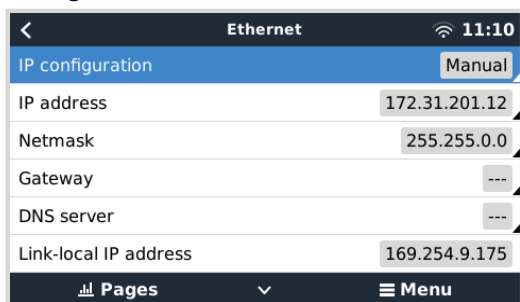 Ethernet 11:10
IP configuration Manual
IP address 172.31.201.12
Netmask 255.255.0.0
Gateway ---
DNS server ---
Link-local IP address 169.254.9.175
Pages Menu